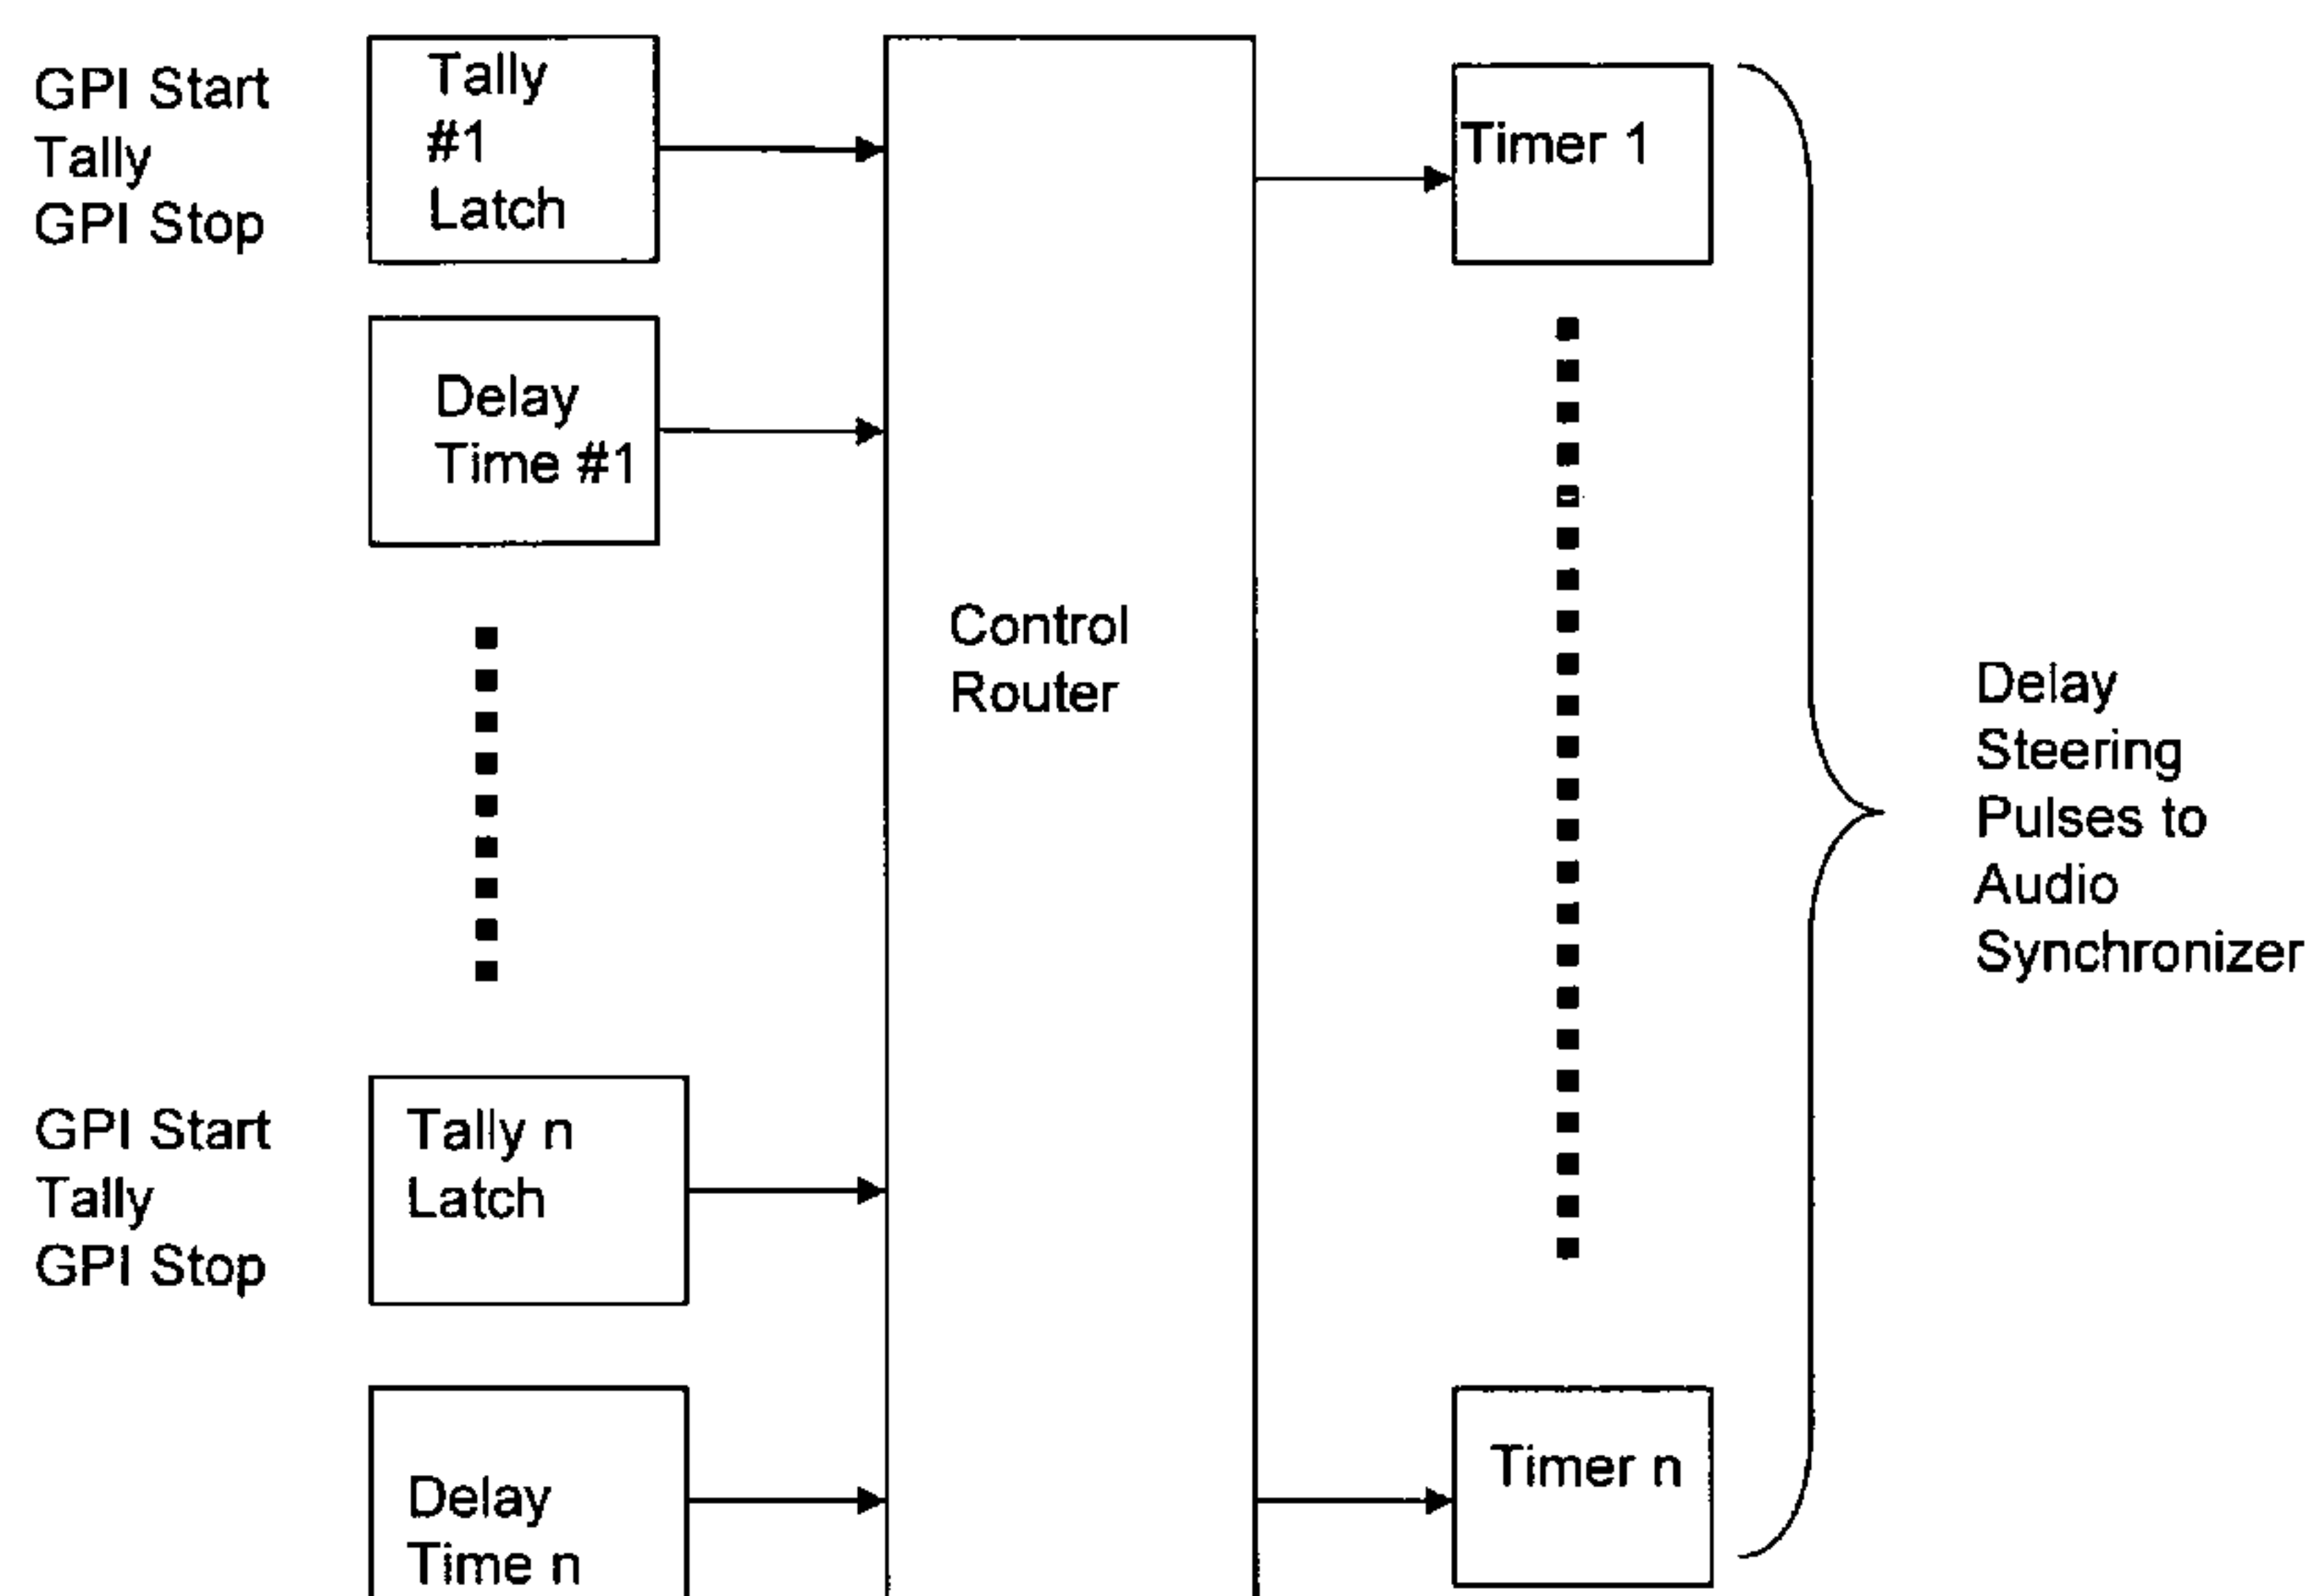 GPI Start
Tally
GPI Stop
Tally
#1
Latch
Timer 1
Delay
Time #1
Control
Router
Delay
Steering
Pulses to
Audio
Synchronizer
GPI Start
Tally
GPI Stop
Tally n
Latch
Delay
Time n
Timer n